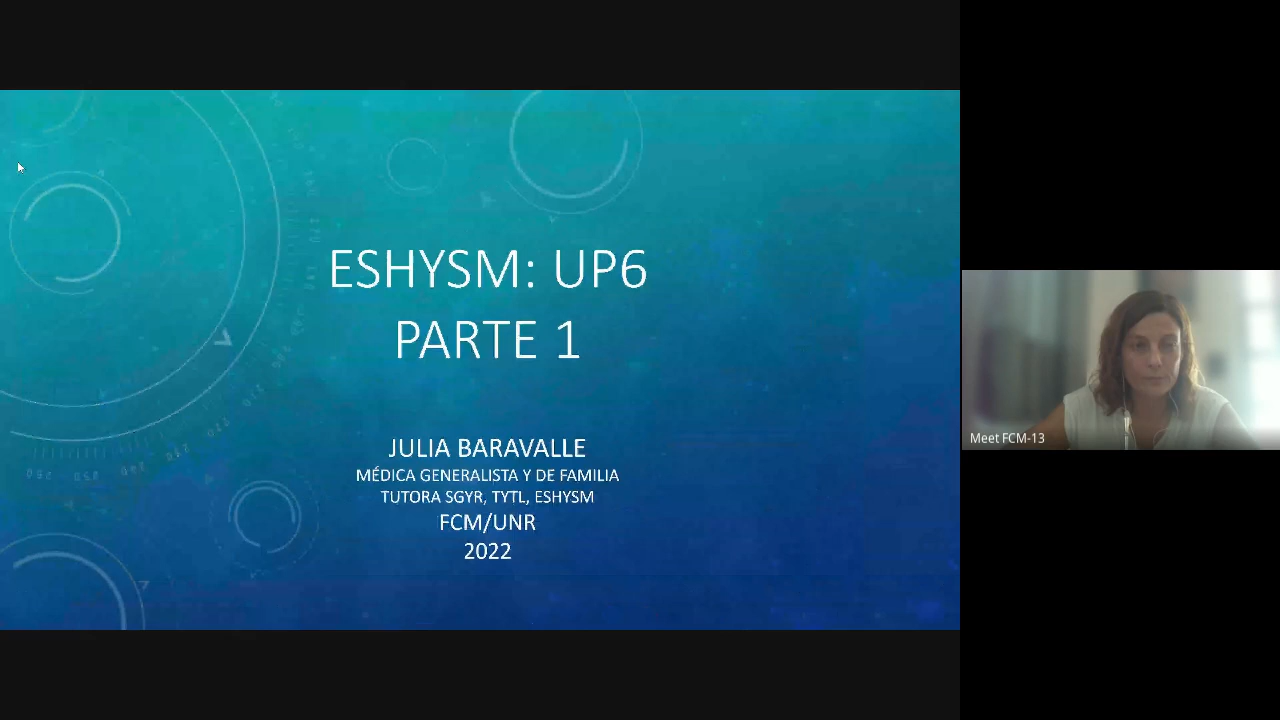 ESHYSM: UP6
PARTE 1
JULIA BARAVALLE
MÉDICA GENERALISTA Y DE FAMILIA
TUTORA SGYR, TYTL, ESHYSM
FCM/UNR
2022
Meet FCM-13